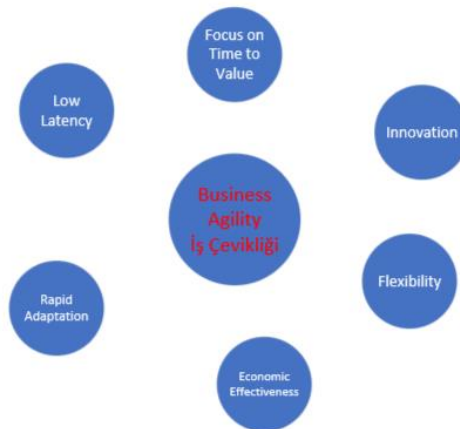 Focus on
Time to
Value
Low
Latency
Innovation
Business
Agility
İş Çevikliği
Flexibility
Rapid
Adaptation
Economic
Effectiveness